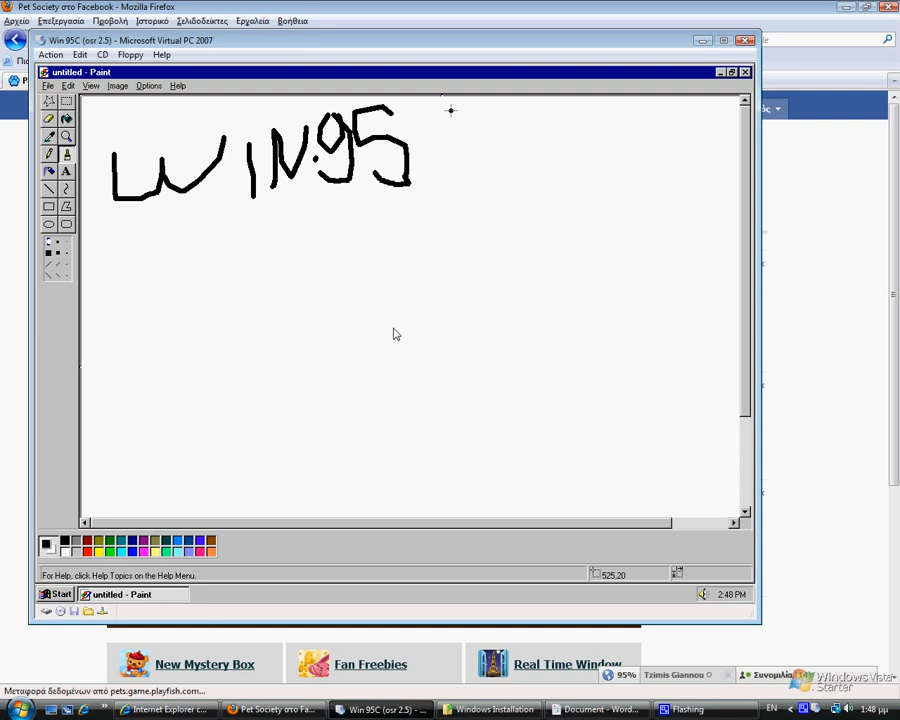 Pet Society στο Facebook - Mozilla Firefox
Αρχείο Επεξεργασία Προβολή Ιστορικό Σελιδοδείκτες Εργαλεία Βοήθεια
Win 95C (osr 2.5) - Microsoft Virtual PC 2007
Action Edit CD Floppy Help
untitled - Paint
File Edit View Image Options Help
WIN.95
For Help, click Help Topics on the Help Menu.
525,20
Start untitled - Paint 2:48 PM
New Mystery Box Fan Freebies Real Time Window
95% Tzimis Giannou
Μεταφορά δεδομένων από pets.game.playfish.com...
Windows Vista
Starter
Internet Explorer c... Pet Society στο Fa... Win 95C (osr 2.5) - ... Windows Installation Document - Word... Flashing EN 1:48 μμ